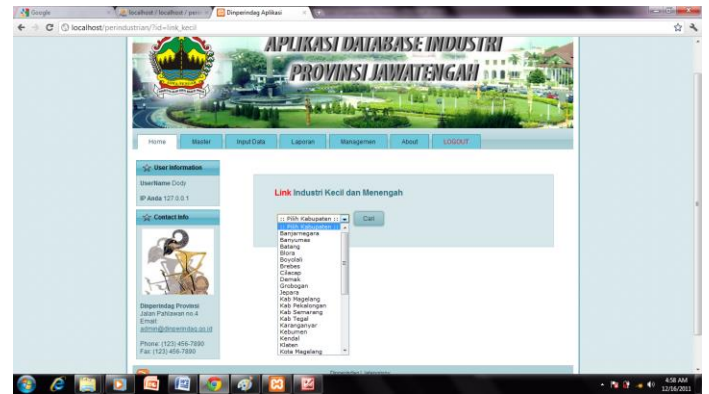 Google
localhost / localhost / peri
Dinperindag Aplikasi
localhost/perindustrian/?id=link_kecil
APLIKASI DATABASE INDUSTRI
PROVINSI JAWATENGAH
Home Master Input Data Laporan Managemen About LOGOUT
User Information
UserName Dody
IP Anda 127.0.0.1
Contact Info
Dinperindag Provinsi
Jalan Pahlawan no.4
Email:
admin@dinperindag.go.id
Phone: (123) 456-7890
Fax: (123) 456-7890
Link Industri Kecil dan Menengah
:: Pilih Kabupaten :: Cari
:: Pilih Kabupaten ::
Banjarnegara
Banyumas
Batang
Blora
Boyolali
Brebes
Cilacap
Demak
Grobogan
Jepara
Kab Magelang
Kab Pekalongan
Kab Semarang
Kab Tegal
Karanganyar
Kebumen
Kendal
Klaten
Kota Magelang
4:58 AM
12/16/2011